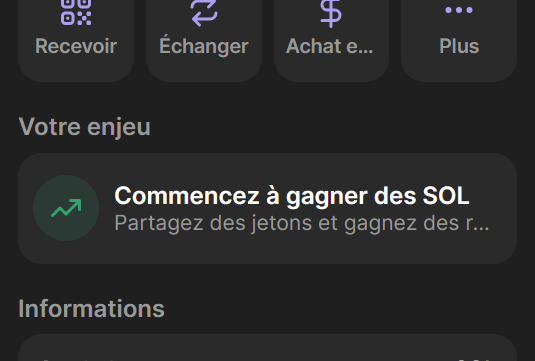 Recevoir
Échanger
Achat e...
Plus
Votre enjeu
Commencez à gagner des SOL
Partagez des jetons et gagnez des r...
Informations